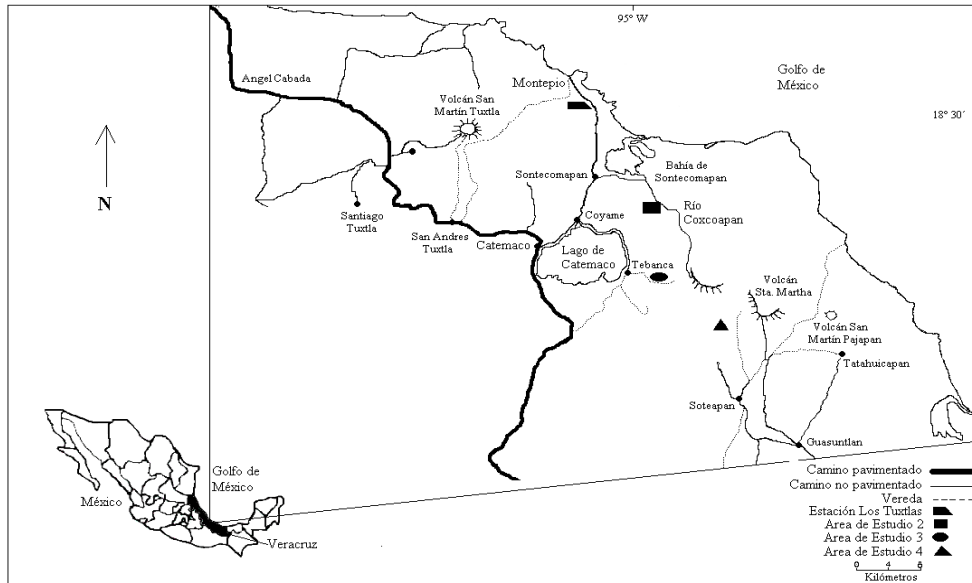 95° W
Angel Cabada
Golfo de
México
Montepio
Volcán San
Martín Tuxtla
18° 30'
Bahía de
Sontecomapan
Sontecomapan
N
Santiago
Tuxtla
San Andres
Tuxtla
Coyame
Río
Coxcoapan
Catemaco
Lago de
Catemaco
Tebanca
Volcán
Sta. Martha
Volcán San
Martín Pajapan
Tatahuicapan
Soteapan
Guasuntlan
Golfo de
México
México
Veracruz
Camino pavimentado
Camino no pavimentado
Vereda
Estación Los Tuxtlas
Area de Estudio 2
Area de Estudio 3
Area de Estudio 4
0 4 8
Kilómetros